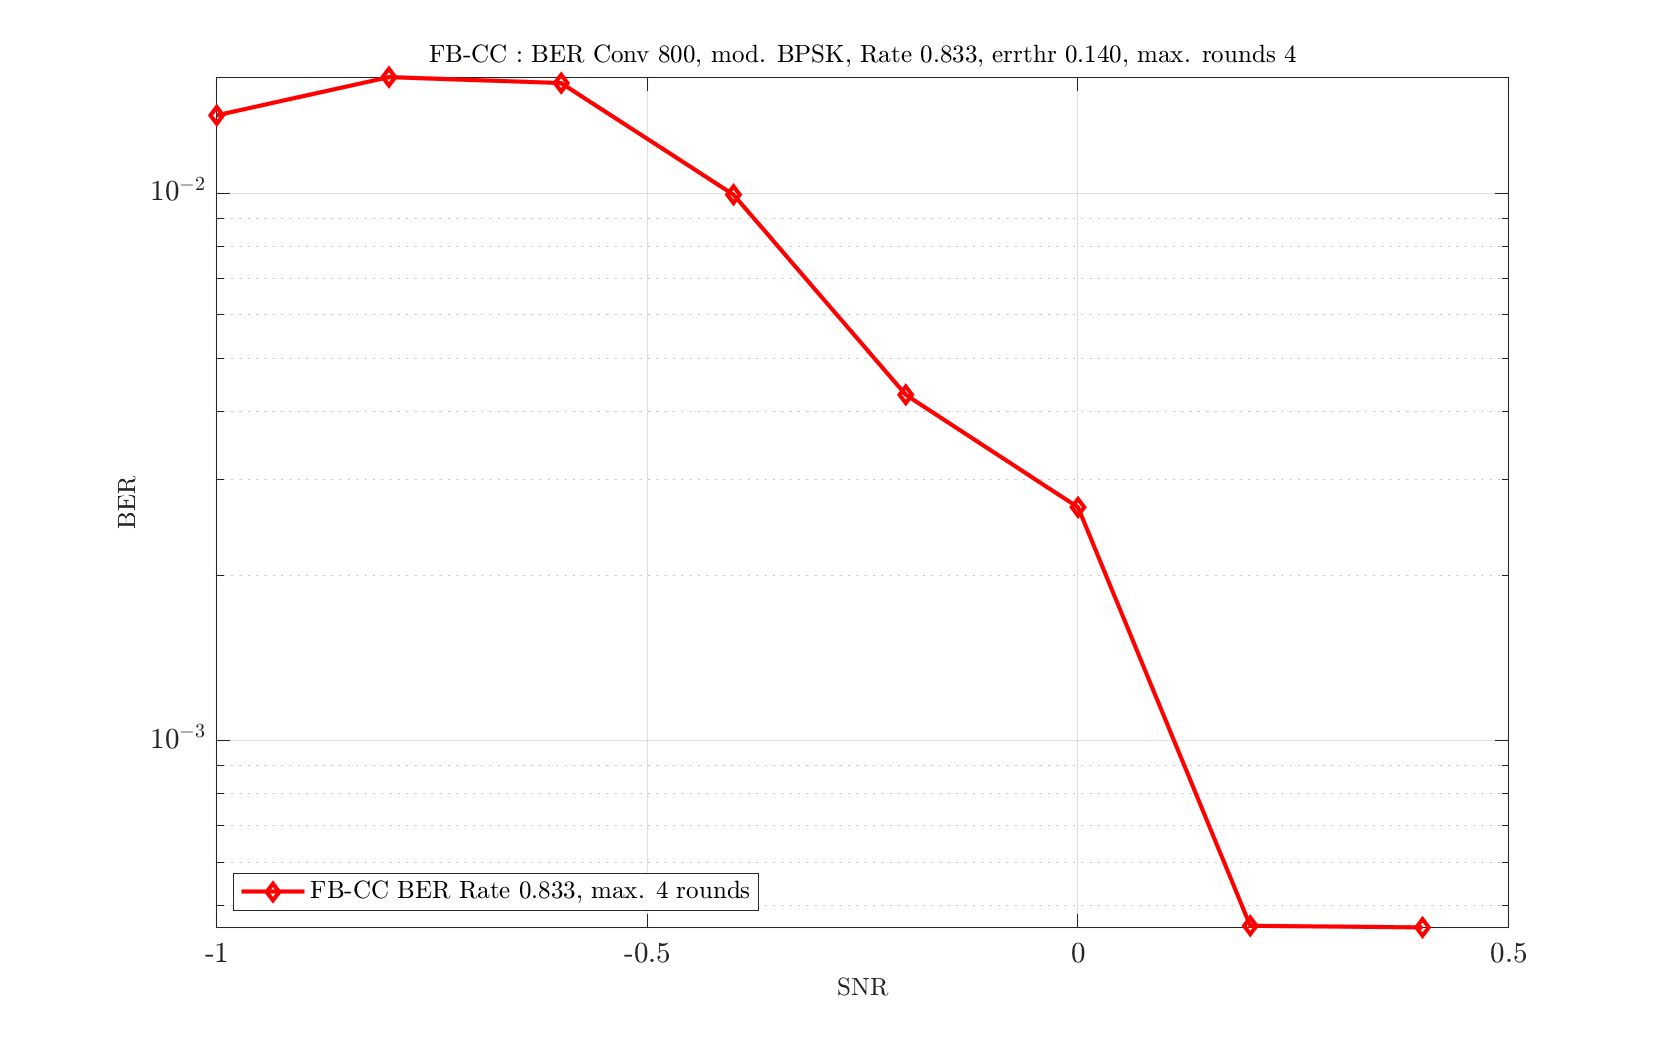 FB-CC : BER Conv 800, mod. BPSK, Rate 0.833, errthr 0.140, max. rounds 4
10⁻²
BER
10⁻³
FB-CC BER Rate 0.833, max. 4 rounds
-1 -0.5 0 0.5
SNR